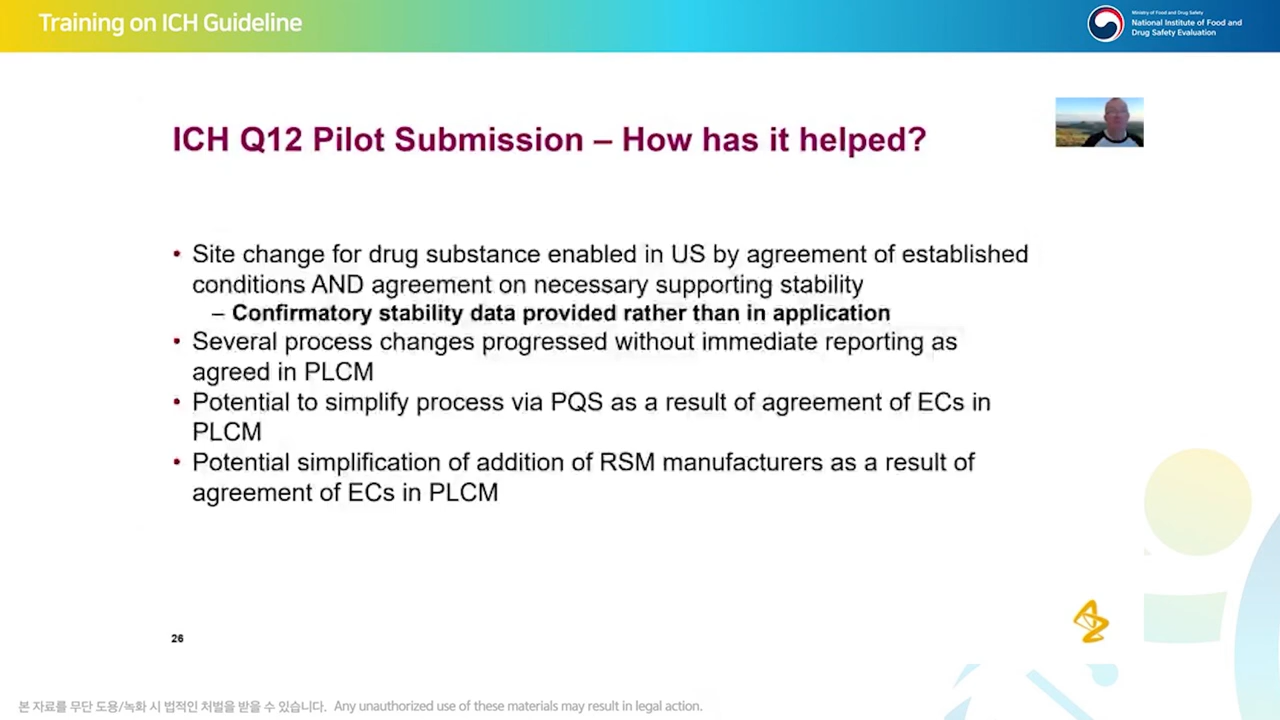 Training on ICH Guideline
Ministry of Food and Drug Safety
National Institute of Food and
Drug Safety Evaluation
ICH Q12 Pilot Submission – How has it helped?
• Site change for drug substance enabled in US by agreement of established
conditions AND agreement on necessary supporting stability
– Confirmatory stability data provided rather than in application
• Several process changes progressed without immediate reporting as
agreed in PLCM
• Potential to simplify process via PQS as a result of agreement of ECs in
PLCM
• Potential simplification of addition of RSM manufacturers as a result of
agreement of ECs in PLCM
26
본 자료를 무단 도용/녹화 시 법적인 처벌을 받을 수 있습니다. Any unauthorized use of these materials may result in legal action.